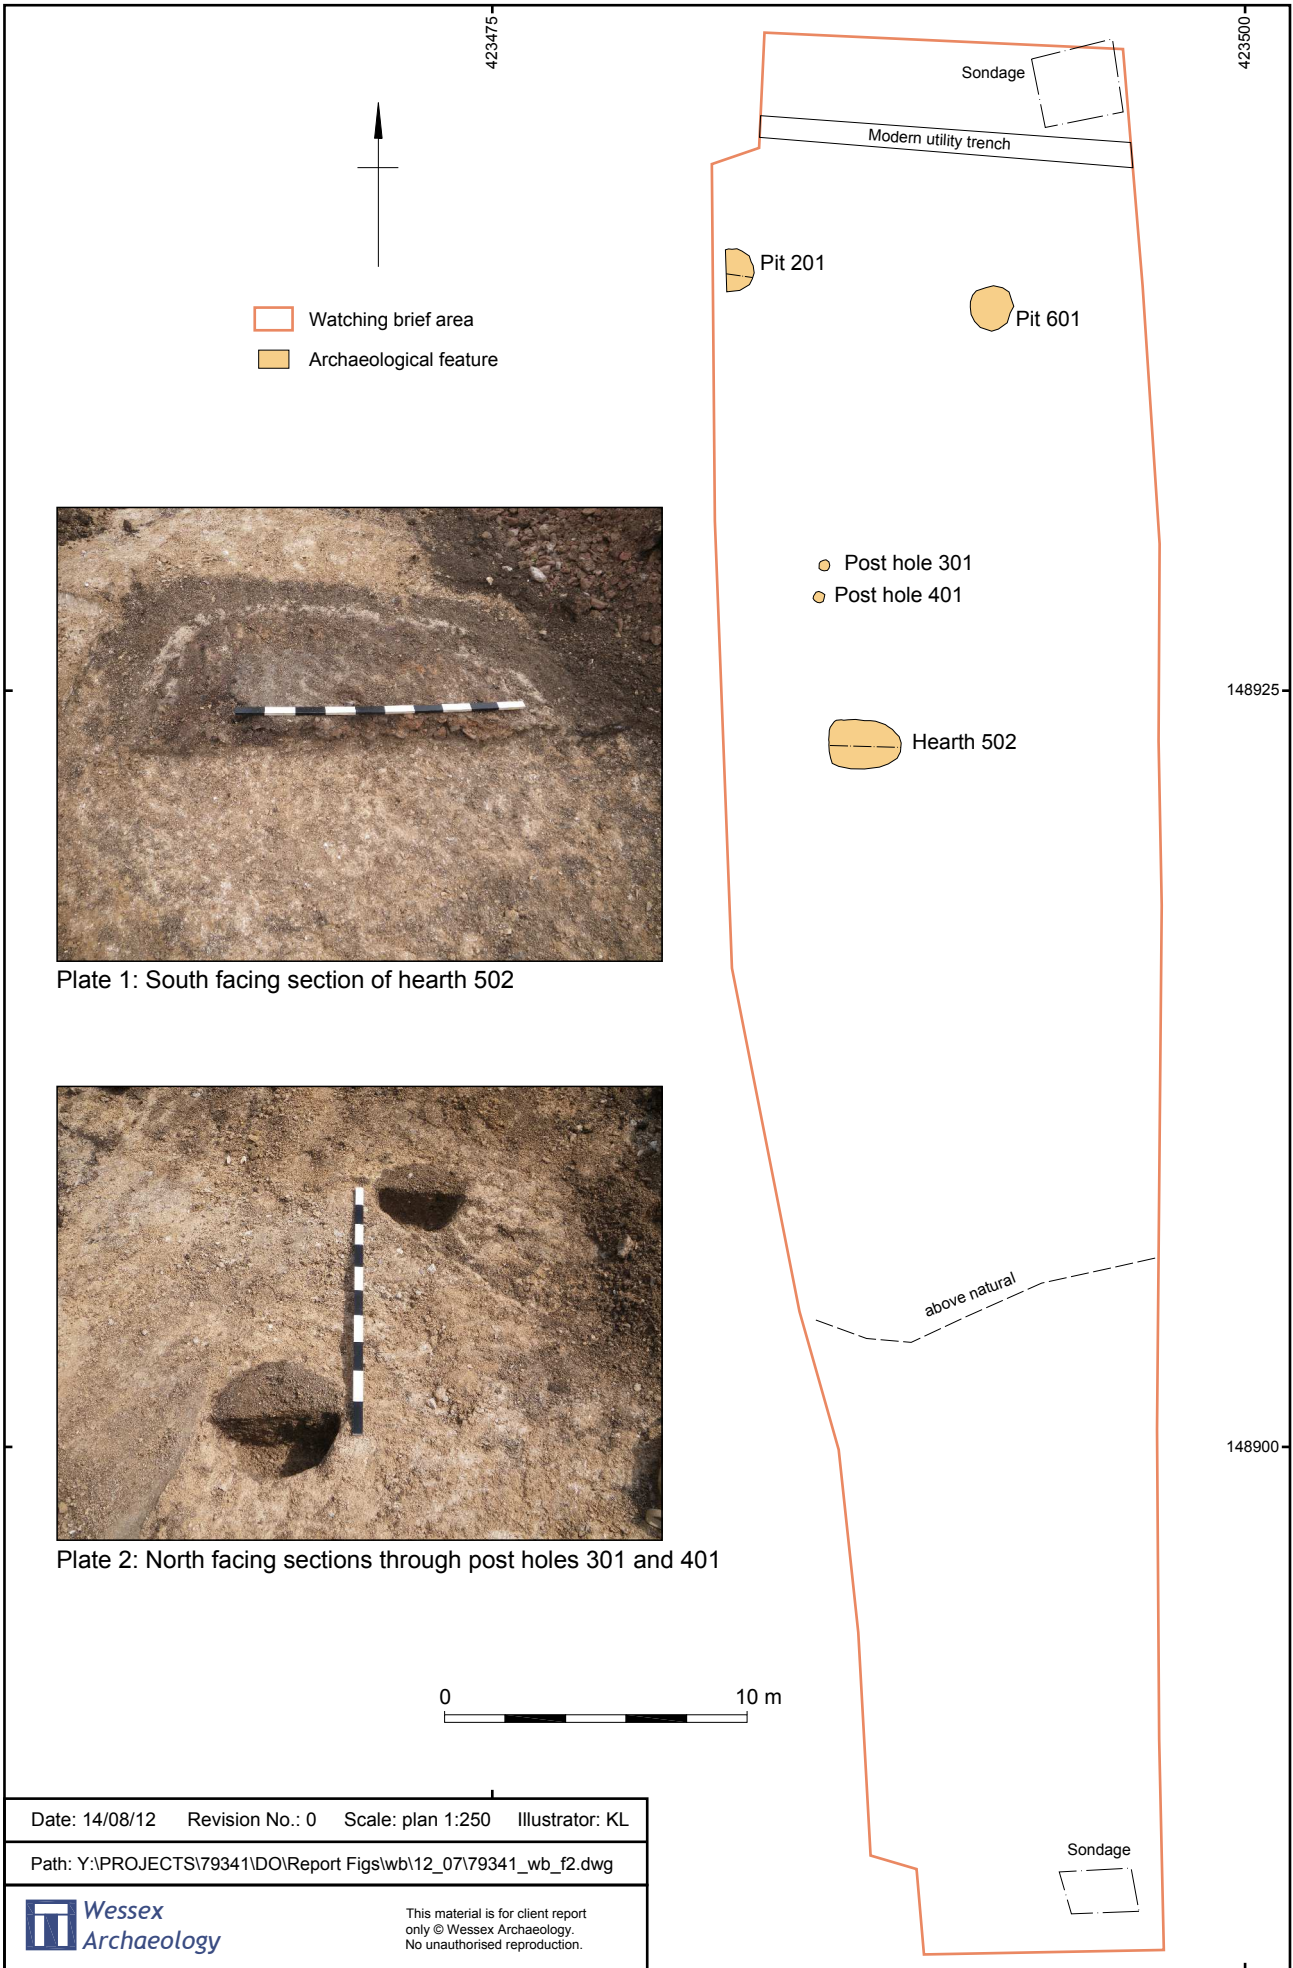 423475
423500
Sondage
Modern utility trench
Pit 201
Pit 601
Watching brief area
Archaeological feature
Post hole 301
Post hole 401
148925
Hearth 502
Plate 1: South facing section of hearth 502
above natural
148900
Plate 2: North facing sections through post holes 301 and 401
0 10 m
Date: 14/08/12 Revision No.: 0 Scale: plan 1:250 Illustrator: KL
Path: Y:\PROJECTS\79341\DO\Report Figs\wb\12_07\79341_wb_f2.dwg
Sondage
Wessex
Archaeology
This material is for client report
only © Wessex Archaeology.
No unauthorised reproduction.